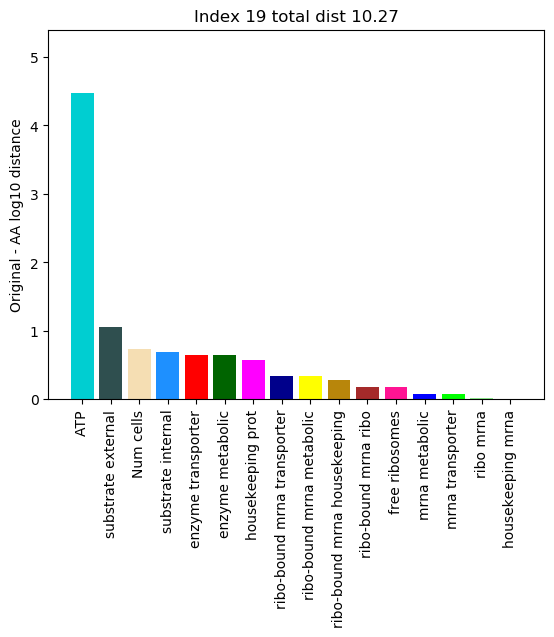 Index 19 total dist 10.27
Original - AA log10 distance
5
4
3
2
1
0
ATP
substrate external
Num cells
substrate internal
enzyme transporter
enzyme metabolic
housekeeping prot
ribo-bound mrna transporter
ribo-bound mrna metabolic
ribo-bound mrna housekeeping
ribo-bound mrna ribo
free ribosomes
mrna metabolic
mrna transporter
ribo mrna
housekeeping mrna